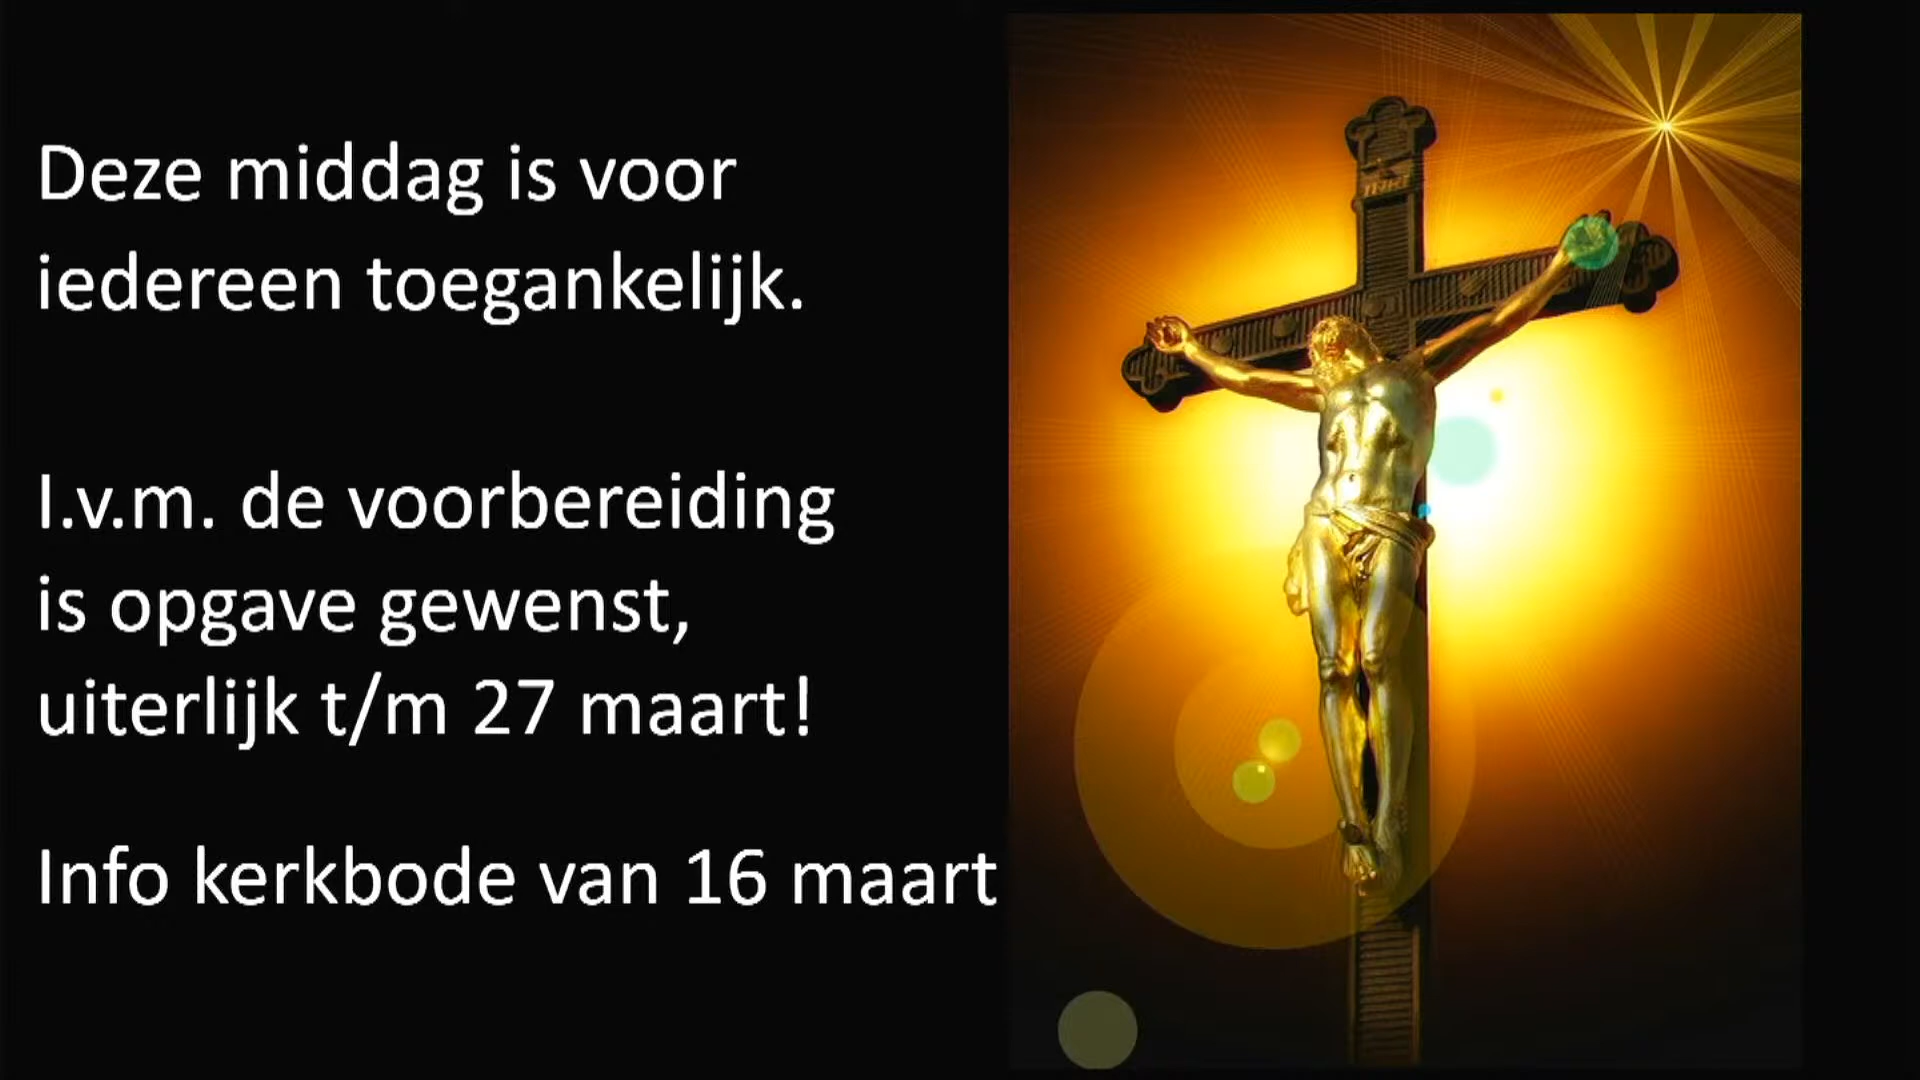 Deze middag is voor
iedereen toegankelijk.
I.v.m. de voorbereiding
is opgave gewenst,
uiterlijk t/m 27 maart!
Info kerkbode van 16 maart